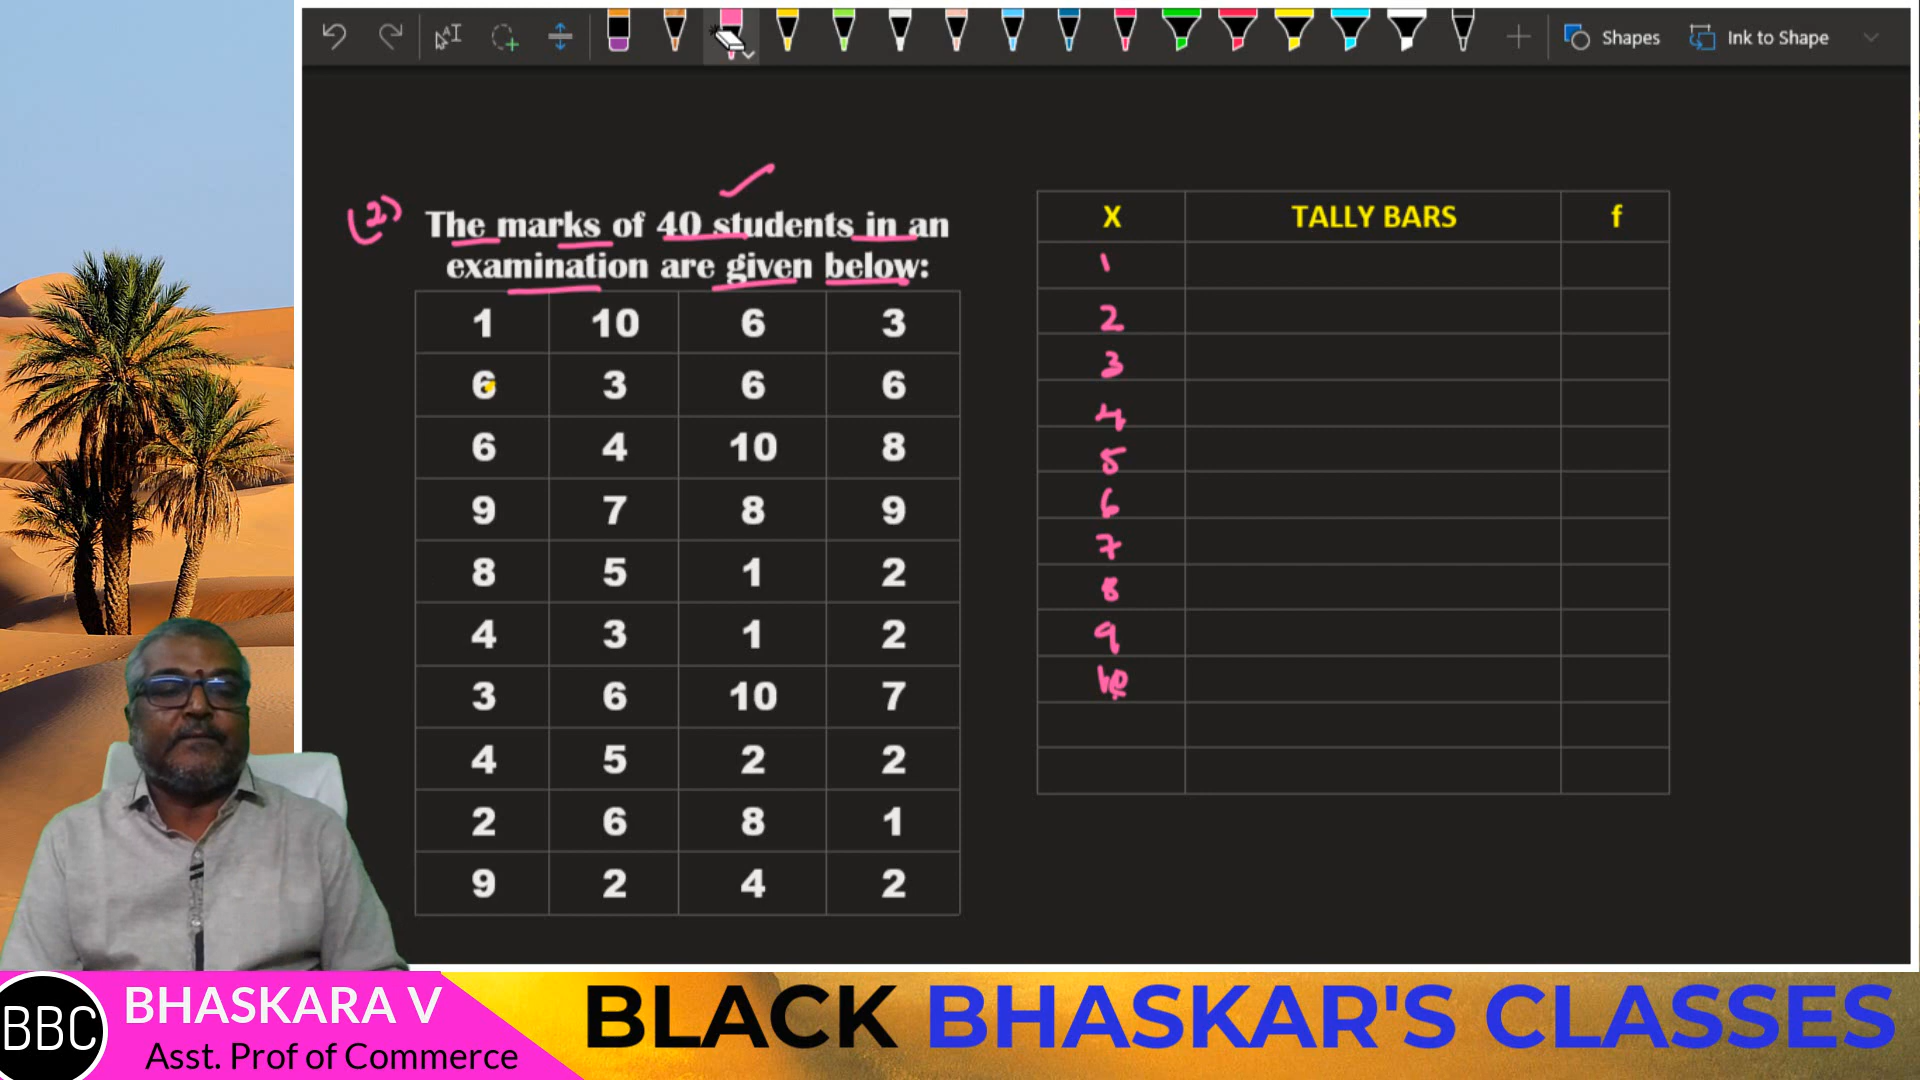 Shapes
Ink to Shape
(2) The marks of 40 students in an
examination are given below:
1 10 6 3
6 3 6 6
6 4 10 8
9 7 8 9
8 5 1 2
4 3 1 2
3 6 10 7
4 5 2 2
2 6 8 1
9 2 4 2
X TALLY BARS f
1
2
3
4
5
6
7
8
9
10
BBC
BHASKARA V
Asst. Prof of Commerce
BLACK BHASKAR'S CLASSES